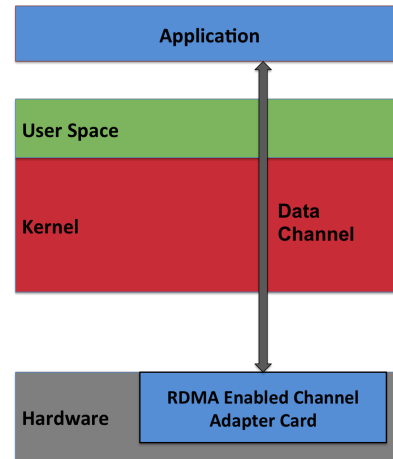 Application
User Space
Kernel
Data
Channel
Hardware
RDMA Enabled Channel
Adapter Card